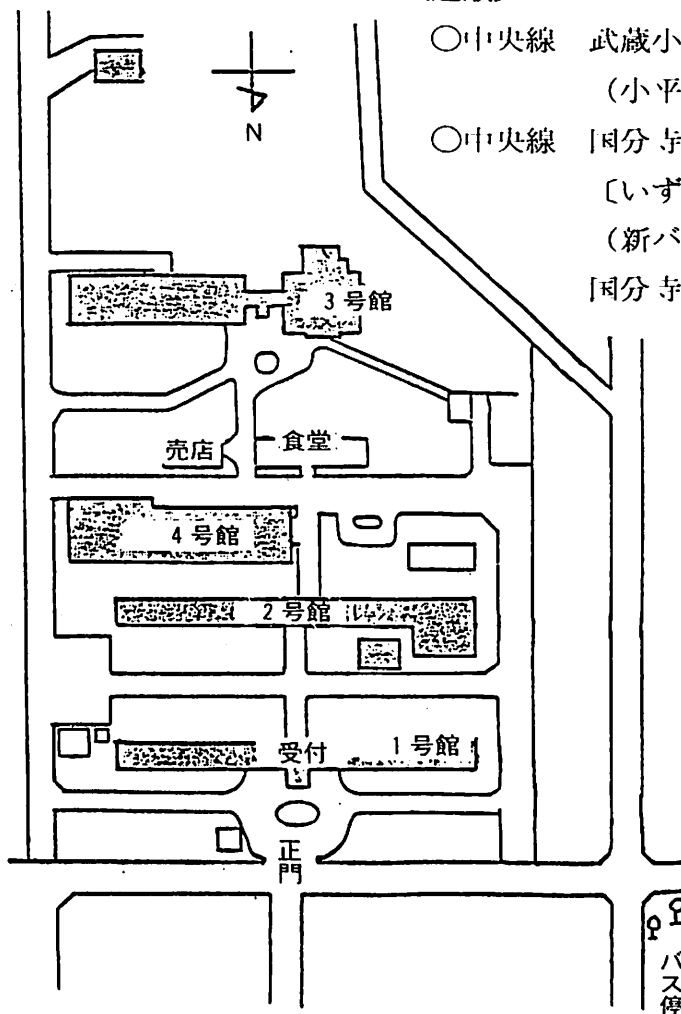 ○中央線 武蔵小
(小平
○中央線 国分寺
〔いず
(新バ
国分寺
N
3号館
売店
食堂
4号館
2号館
受付
1号館
正門
バス停